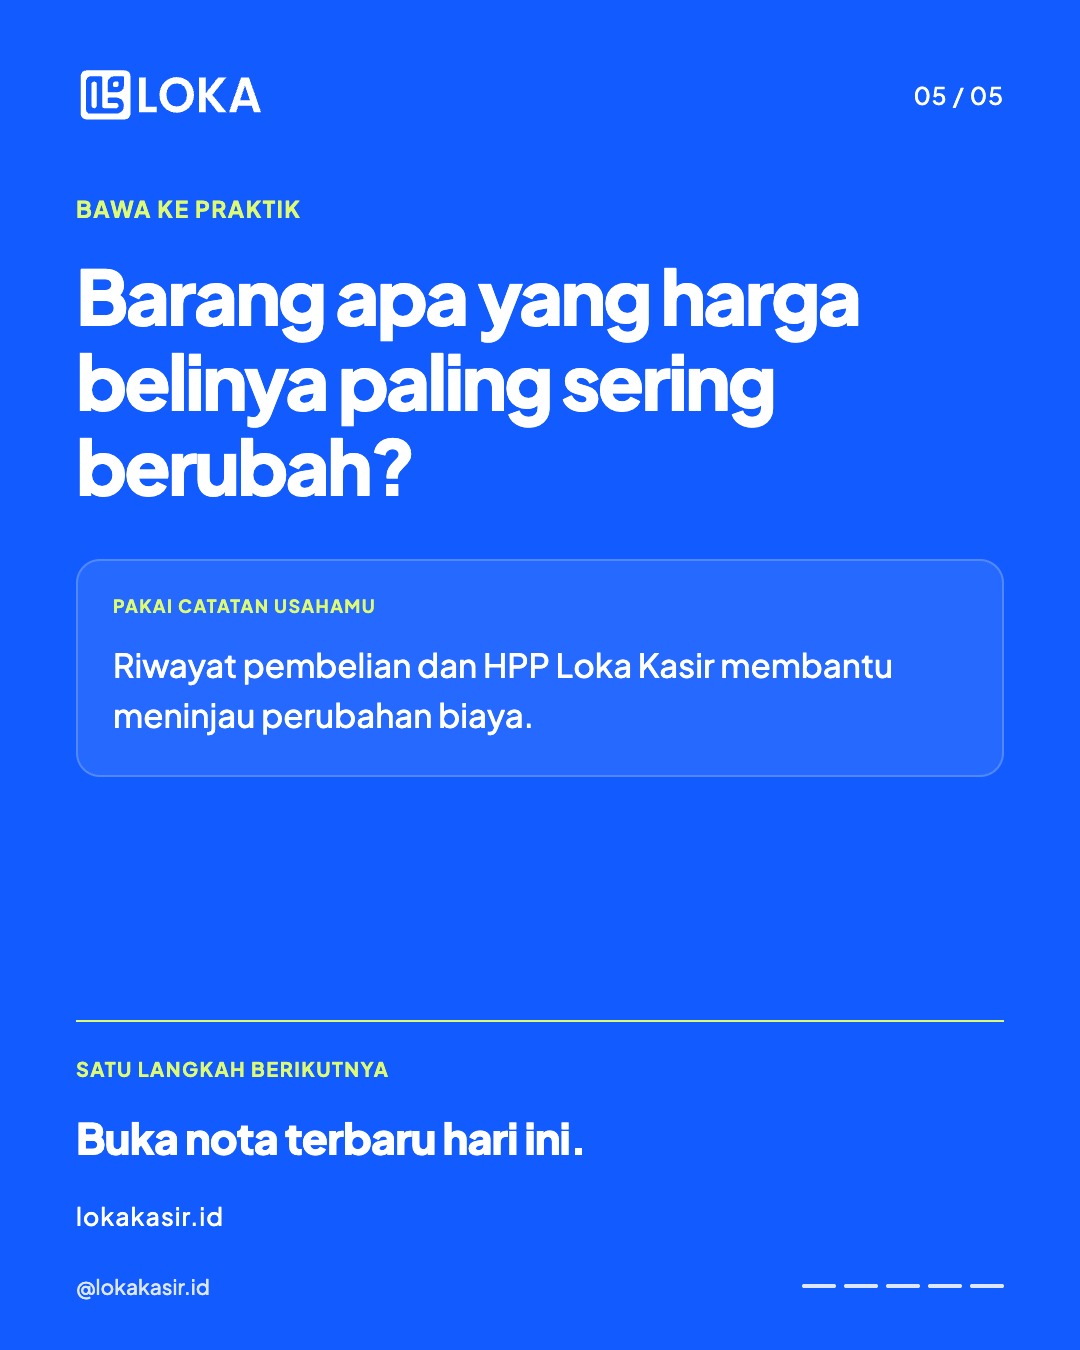 LOKA
05 / 05
BAWA KE PRAKTIK
Barang apa yang harga
belinya paling sering
berubah?
PAKAI CATATAN USAHAMU
Riwayat pembelian dan HPP Loka Kasir membantu
meninjau perubahan biaya.
SATU LANGKAH BERIKUTNYA
Buka nota terbaru hari ini.
lokakasir.id
@lokakasir.id